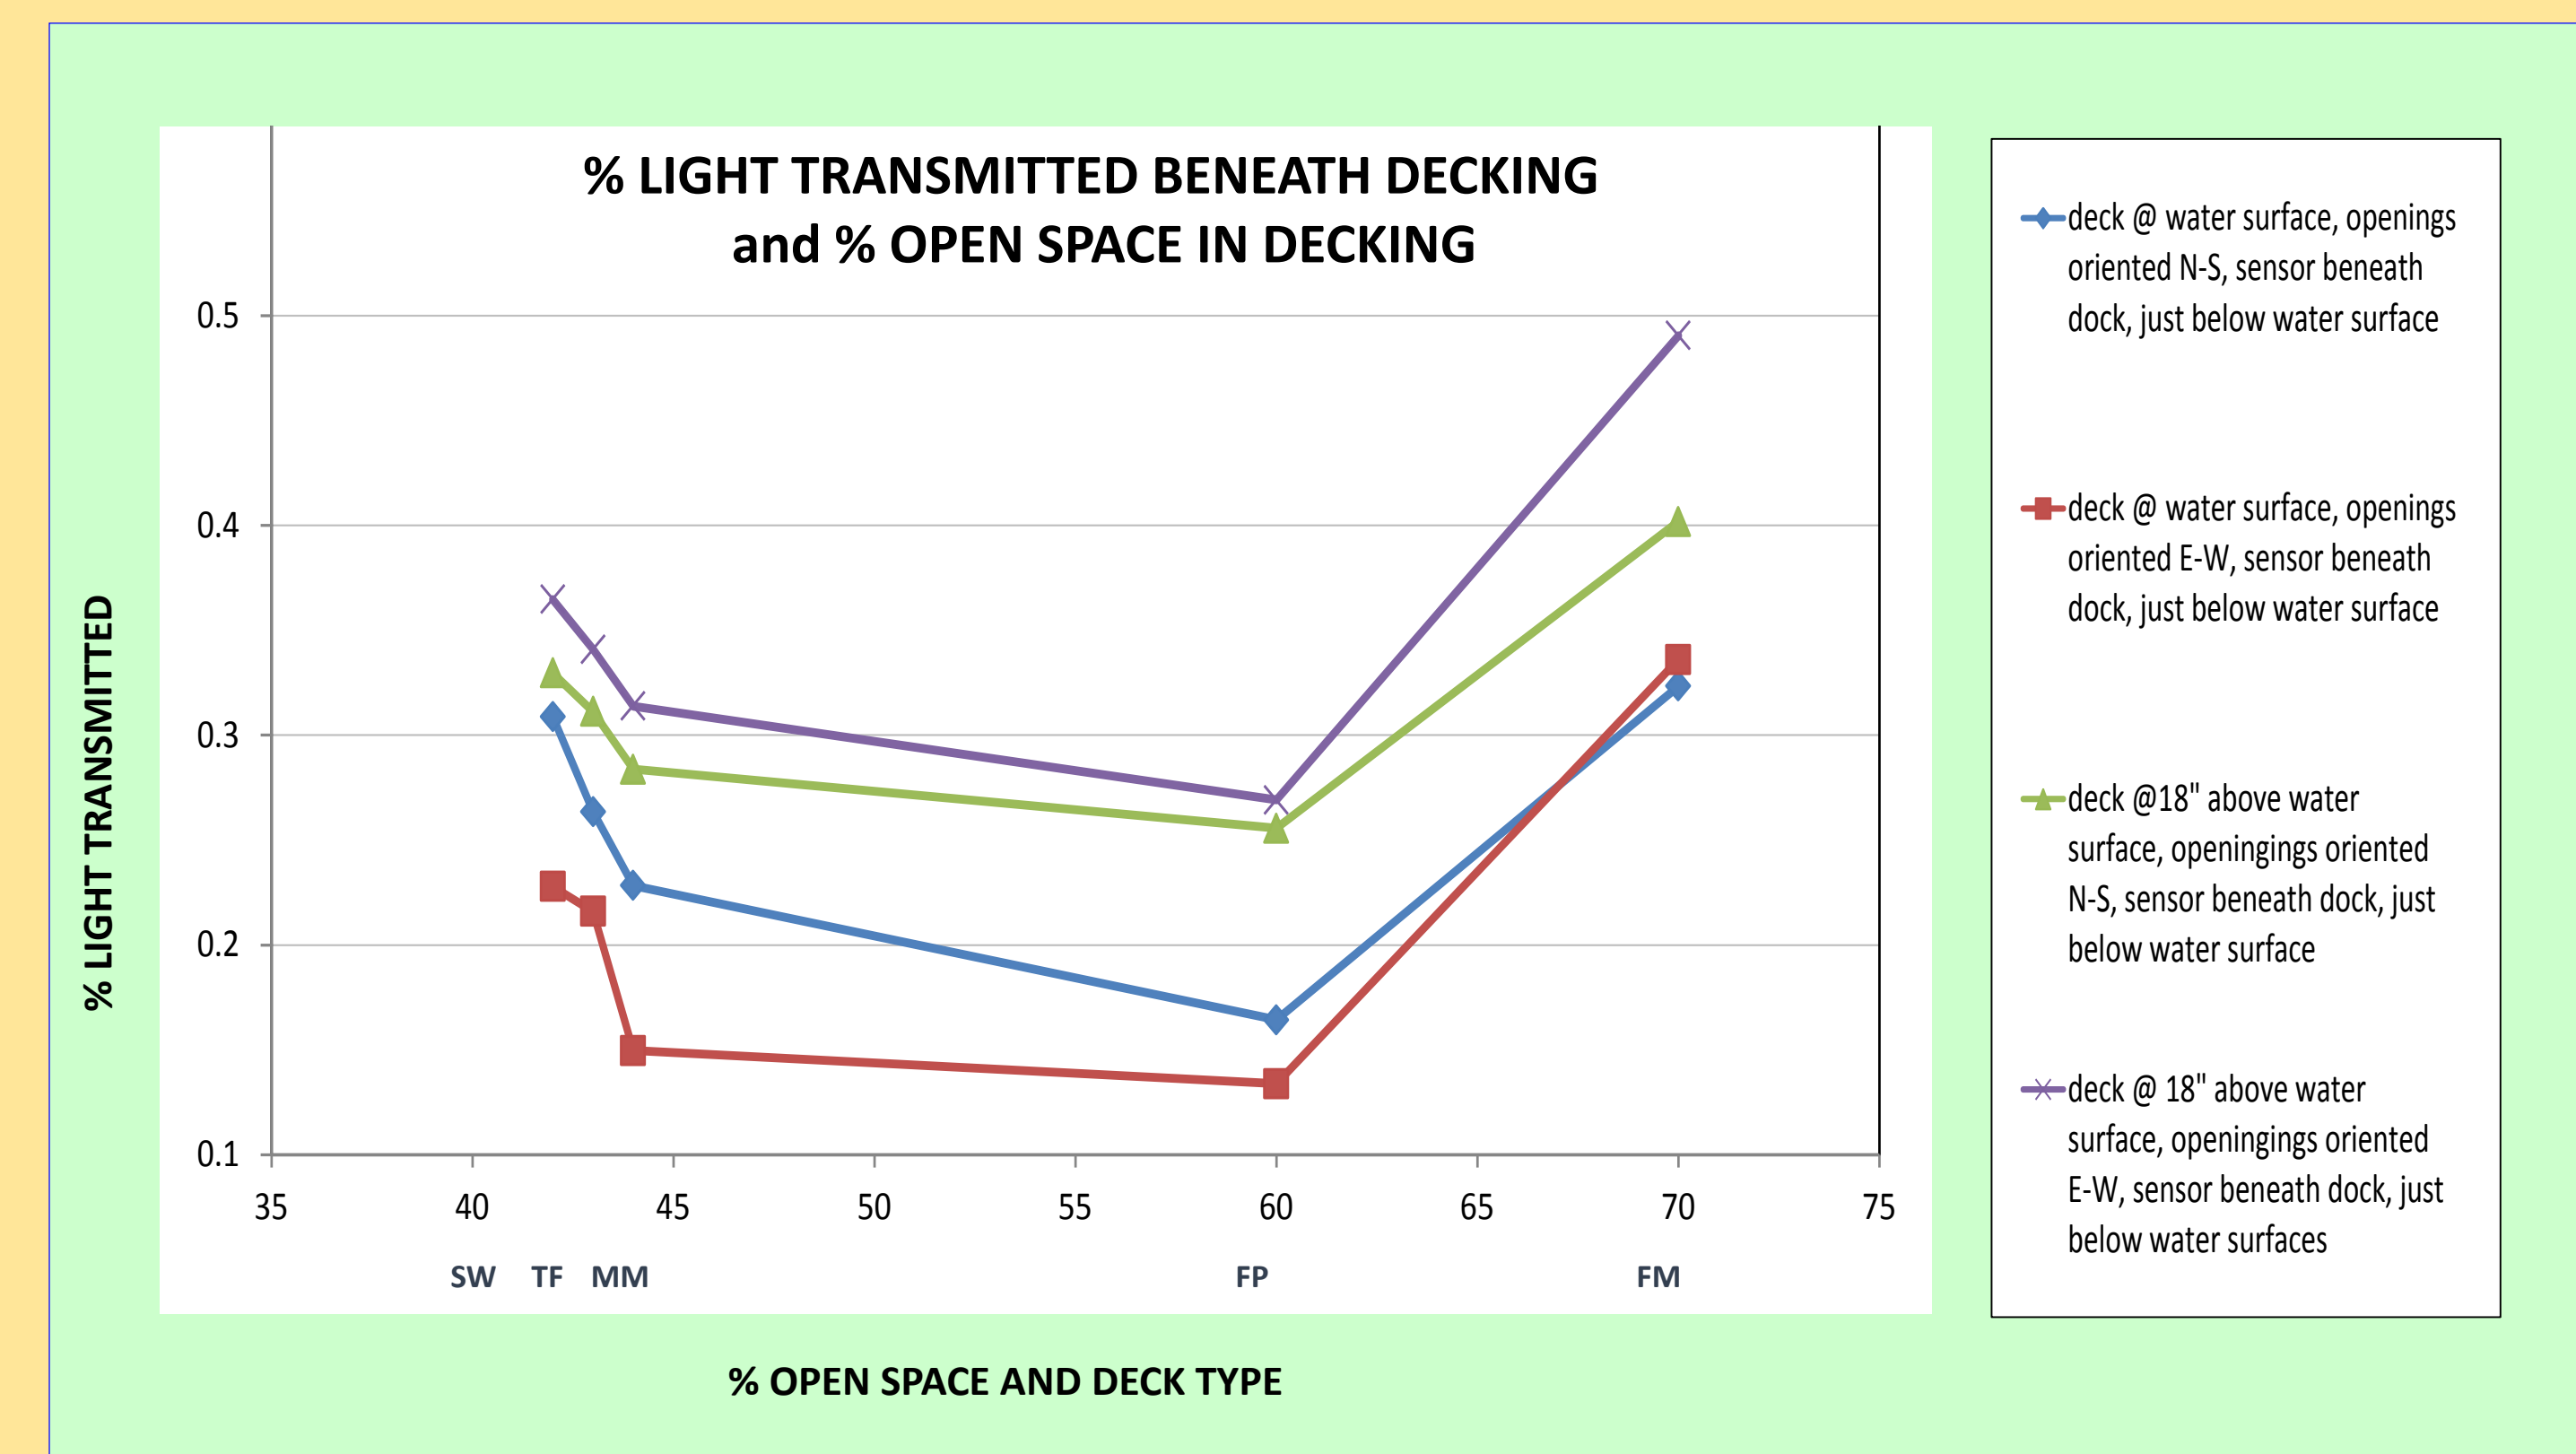 % LIGHT TRANSMITTED BENEATH DECKING
and % OPEN SPACE IN DECKING
% LIGHT TRANSMITTED
0.5
0.4
0.3
0.2
0.1
35 40 45 50 55 60 65 70 75
SW TF MM FP FM
% OPEN SPACE AND DECK TYPE
deck @ water surface, openings
oriented N-S, sensor beneath
dock, just below water surface
deck @ water surface, openings
oriented E-W, sensor beneath
dock, just below water surface
deck @18" above water
surface, openingings oriented
N-S, sensor beneath dock, just
below water surface
deck @ 18" above water
surface, openingings oriented
E-W, sensor beneath dock, just
below water surfaces